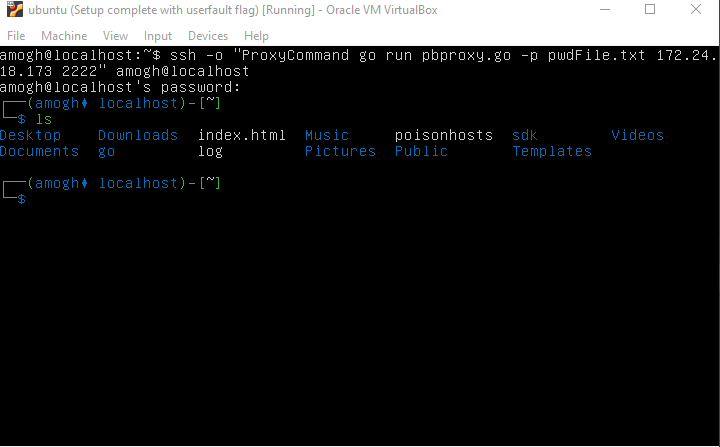 ubuntu (Setup complete with userfault flag) [Running] - Oracle VM VirtualBox
File Machine View Input Devices Help
amogh@localhost:~$ ssh -o "ProxyCommand go run pbproxy.go -p pwdFile.txt 172.24.
18.173 2222" amogh@localhost
amogh@localhost's password:
┌──(amogh♦ localhost)-[~]
└─$ ls
Desktop Downloads index.html Music poisonhosts sdk Videos
Documents go log Pictures Public Templates
┌──(amogh♦ localhost)-[~]
└─$